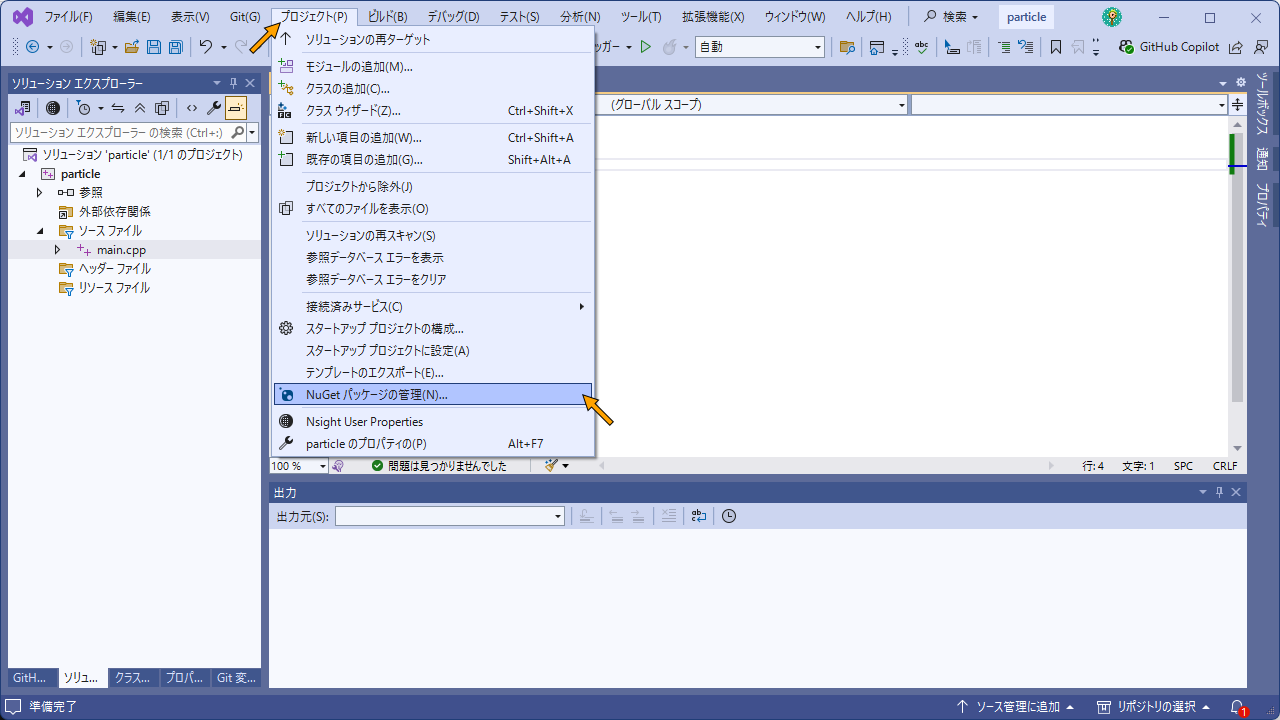 ファイル(F) 編集(E) 表示(V) Git(G) プロジェクト(P) ビルド(B) デバッグ(D) テスト(S) 分析(N) ツール(T) 拡張機能(X) ウィンドウ(W) ヘルプ(H) 検索 particle
ッガー 自動 GitHub Copilot
ソリューション エクスプローラー
ソリューション エクスプローラー の検索 (Ctrl+:)
ソリューション 'particle' (1/1 のプロジェクト)
particle
参照
外部依存関係
ソース ファイル
main.cpp
ヘッダー ファイル
リソース ファイル
GitH... ソリュ... クラス... プロパ... Git 変...
ソリューションの再ターゲット
モジュールの追加(M)...
クラスの追加(C)...
クラス ウィザード(Z)... Ctrl+Shift+X
新しい項目の追加(W)... Ctrl+Shift+A
既存の項目の追加(G)... Shift+Alt+A
プロジェクトから除外(J)
すべてのファイルを表示(O)
ソリューションの再スキャン(S)
参照データベース エラーを表示
参照データベース エラーをクリア
接続済みサービス(C)
スタートアップ プロジェクトの構成...
スタートアップ プロジェクトに設定(A)
テンプレートのエクスポート(E)...
NuGet パッケージの管理(N)...
Nsight User Properties
particle のプロパティの(P) Alt+F7
(グローバル スコープ)
ツールボックス
通知
プロパティ
100 % 問題は見つかりませんでした 行: 4 文字: 1 SPC CRLF
出力
出力元(S):
準備完了 ソース管理に追加 リポジトリの選択 1